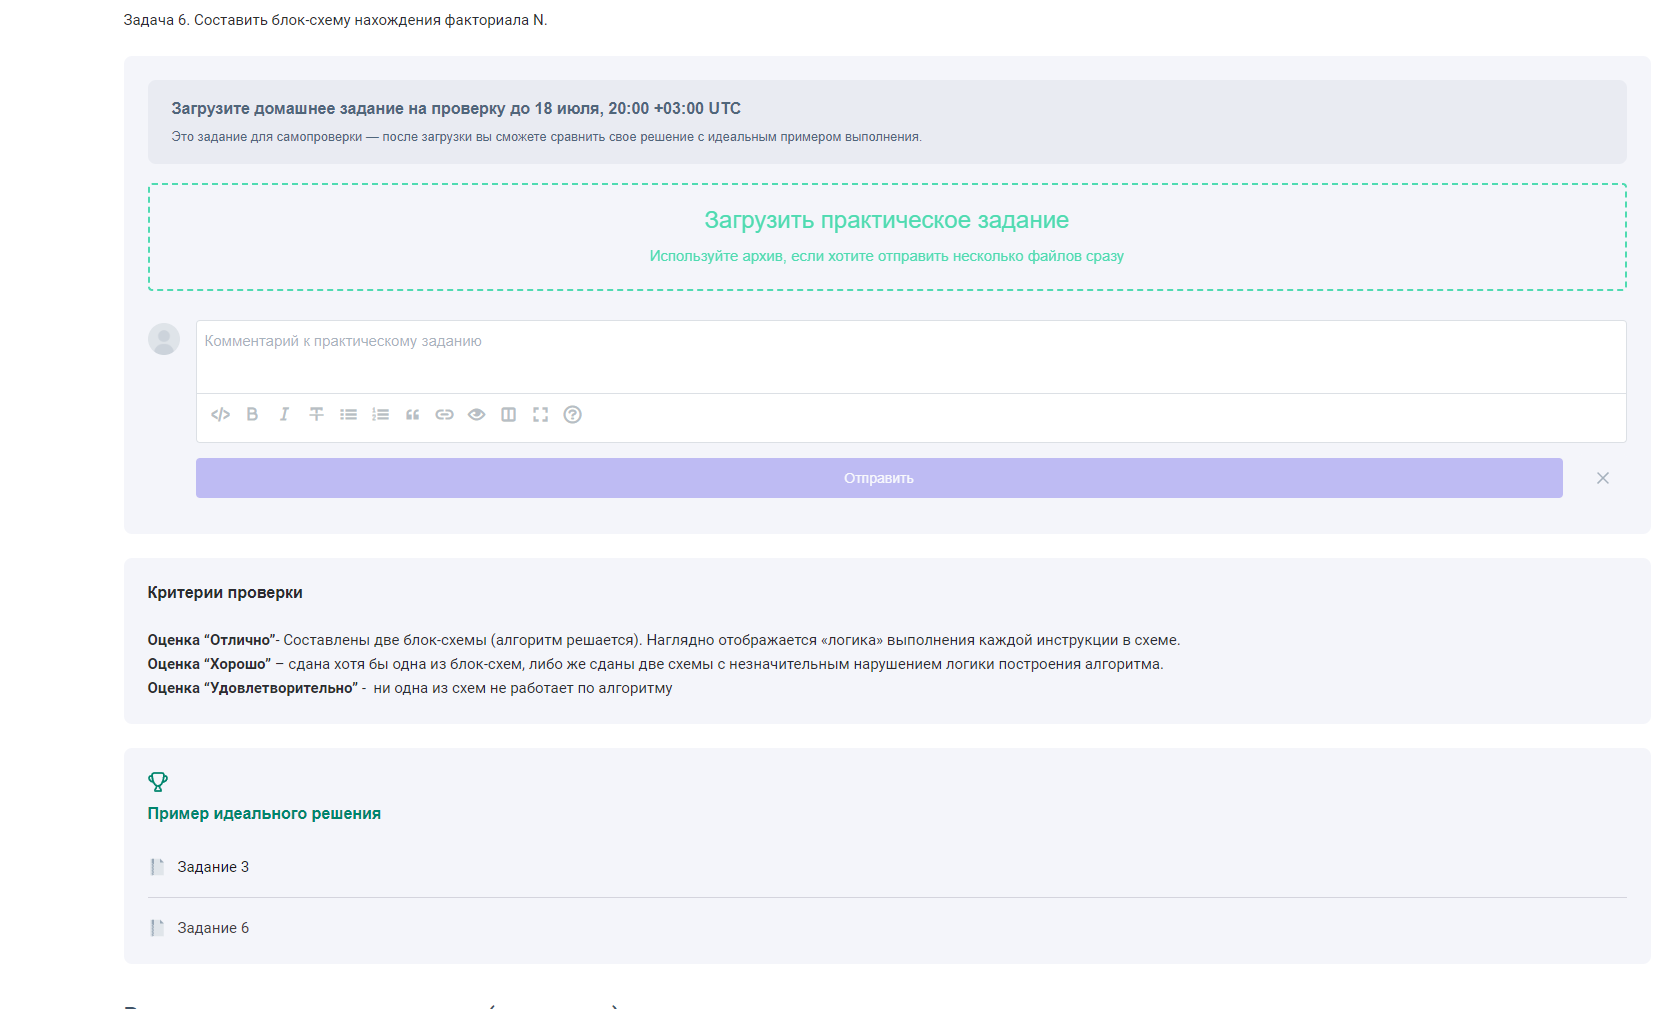 Задача 6. Составить блок-схему нахождения факториала N.
Загрузите домашнее задание на проверку до 18 июля, 20:00 +03:00 UTC
Это задание для самопроверки — после загрузки вы сможете сравнить свое решение с идеальным примером выполнения.
Загрузить практическое задание
Используйте архив, если хотите отправить несколько файлов сразу
Комментарий к практическому заданию
Отправить
Критерии проверки
Оценка “Отлично”- Составлены две блок-схемы (алгоритм решается). Наглядно отображается «логика» выполнения каждой инструкции в схеме.
Оценка “Хорошо” – сдана хотя бы одна из блок-схем, либо же сданы две схемы с незначительным нарушением логики построения алгоритма.
Оценка “Удовлетворительно” - ни одна из схем не работает по алгоритму
Пример идеального решения
Задание 3
Задание 6